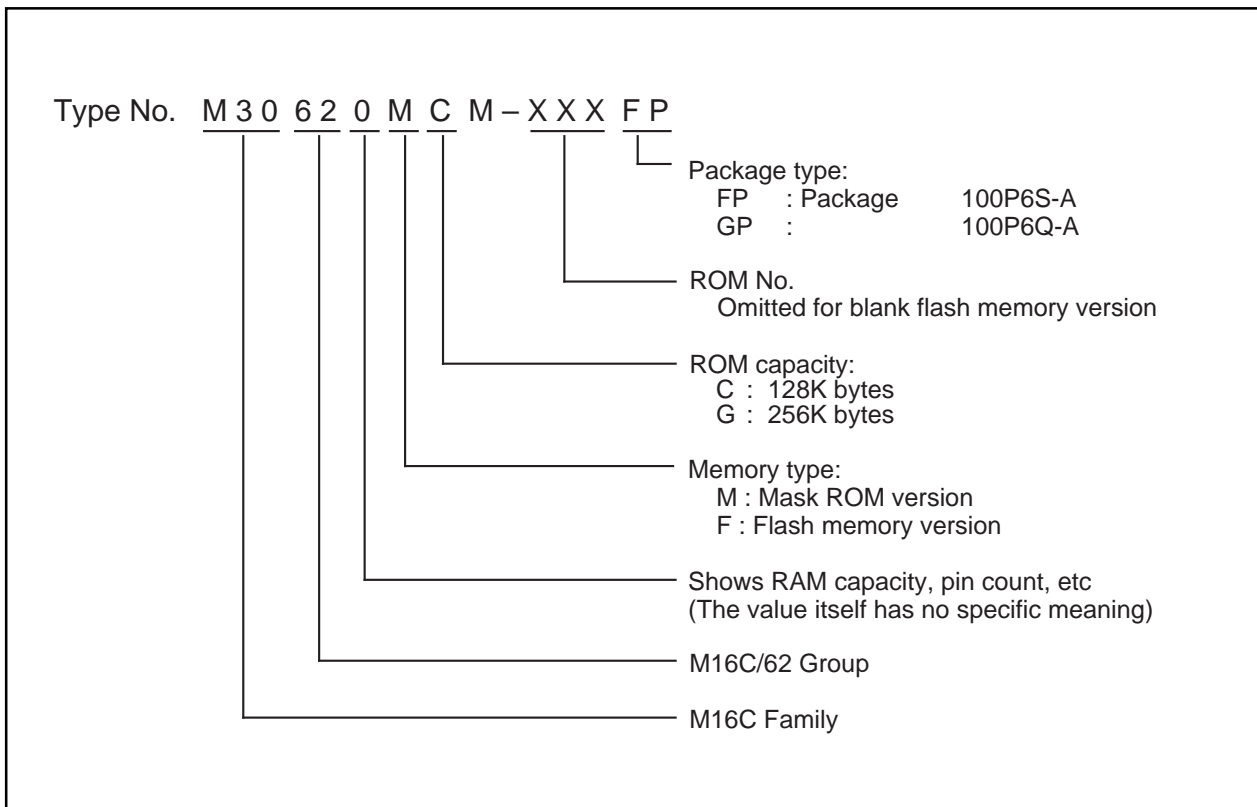 Type No. M 3 0 6 2 0 M C M – X X X F P
Package type:
FP : Package 100P6S-A
GP : 100P6Q-A
ROM No.
Omitted for blank flash memory version
ROM capacity:
C : 128K bytes
G : 256K bytes
Memory type:
M : Mask ROM version
F : Flash memory version
Shows RAM capacity, pin count, etc
(The value itself has no specific meaning)
M16C/62 Group
M16C Family